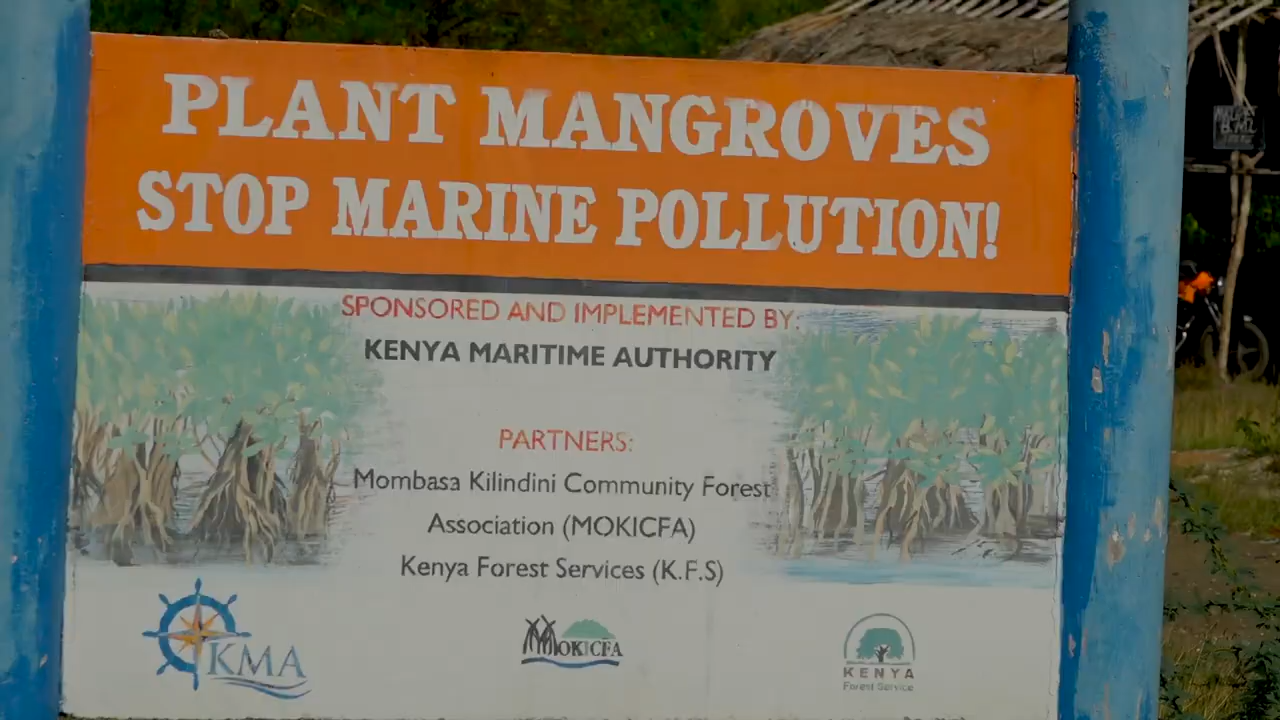 PLANT MANGROVES
STOP MARINE POLLUTION!
SPONSORED AND IMPLEMENTED BY:
KENYA MARITIME AUTHORITY
PARTNERS:
Mombasa Kilindini Community Forest
Association (MOKICFA)
Kenya Forest Services (K.F.S)
KMA
MOKICFA
KENYA
Forest Service